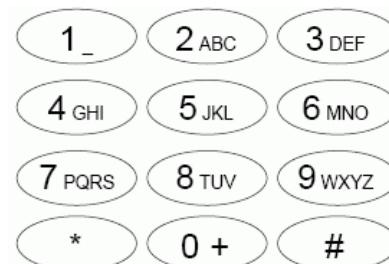 1 _ 2 ABC 3 DEF
4 GHI 5 JKL 6 MNO
7 PQRS 8 TUV 9 WXYZ
* 0 + #